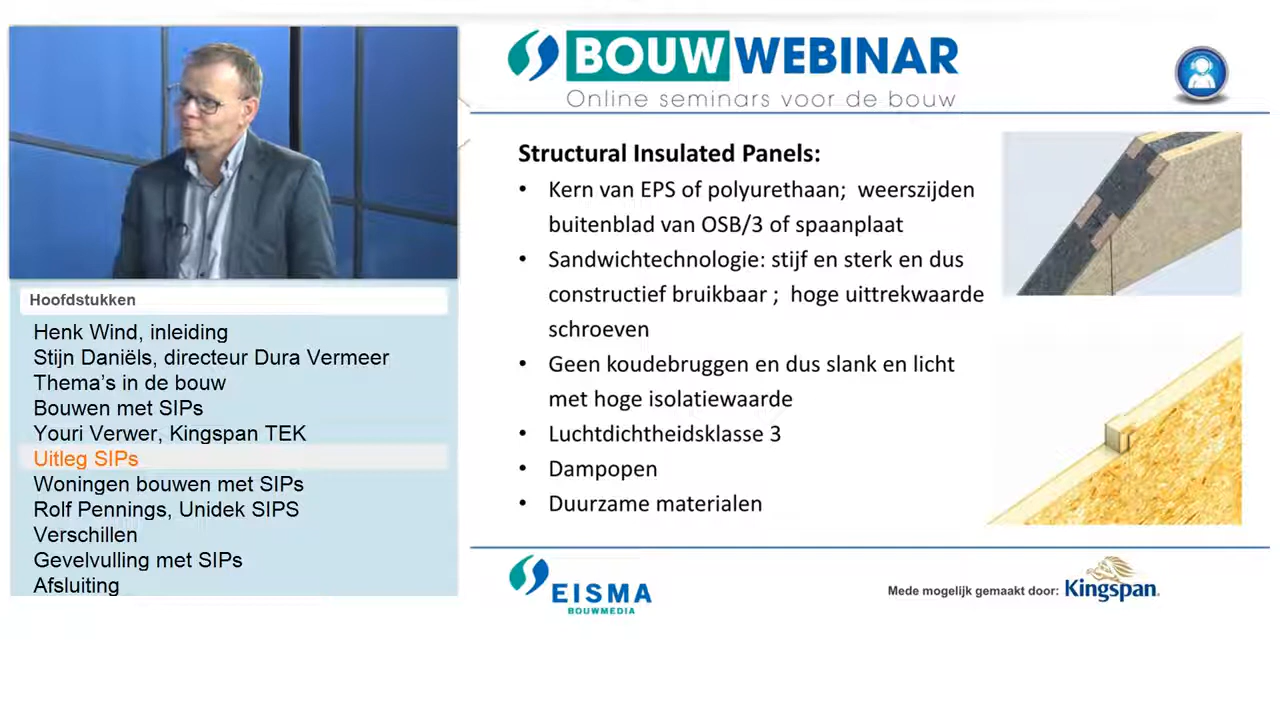 BOUW WEBINAR
Online seminars voor de bouw
Structural Insulated Panels:
• Kern van EPS of polyurethaan; weerszijden
buitenblad van OSB/3 of spaanplaat
• Sandwichtechnologie: stijf en sterk en dus
constructief bruikbaar ; hoge uittrekwaarde
schroeven
• Geen koudebruggen en dus slank en licht
met hoge isolatiewaarde
• Luchtdichtheidsklasse 3
• Dampopen
• Duurzame materialen
Hoofdstukken
Henk Wind, inleiding
Stijn Daniëls, directeur Dura Vermeer
Thema’s in de bouw
Bouwen met SIPs
Youri Verwer, Kingspan TEK
Uitleg SIPs
Woningen bouwen met SIPs
Rolf Pennings, Unidek SIPS
Verschillen
Gevelvulling met SIPs
Afsluiting
EISMA
BOUWMEDIA
Mede mogelijk gemaakt door: Kingspan.